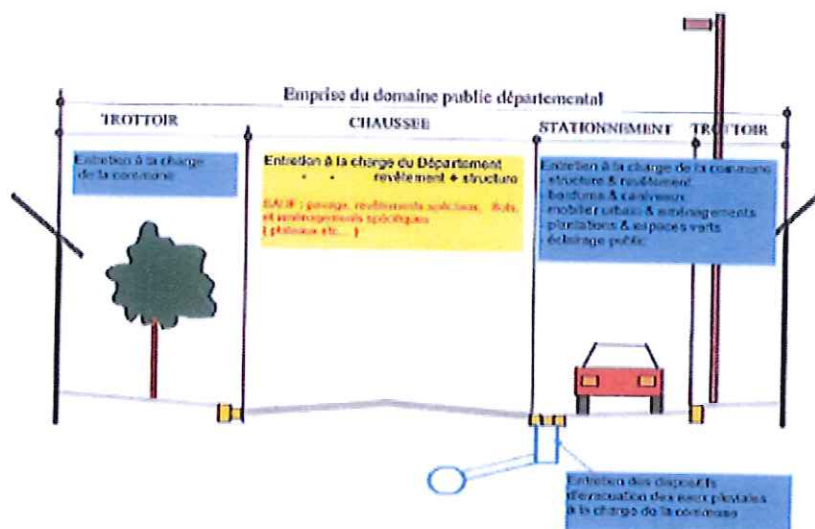 Emprise du domaine public départemental
TROTTOIR
CHAUSSEE
STATIONNEMENT
TROTTOIR
Entretien à la charge
de la commune
Entretien à la charge du Département
- - revêtement + structure
SAUF : pavage, revêtements spéciaux, îlots,
et aménagements spécifiques
( plateaux etc... )
Entretien à la charge de la commune
structure & revêtement
bordures & caniveaux
mobilier urbain & aménagements
plantations & espaces verts
éclairage public
Entretien des dispositifs
d'évacuation des eaux pluviales
à la charge de la commune